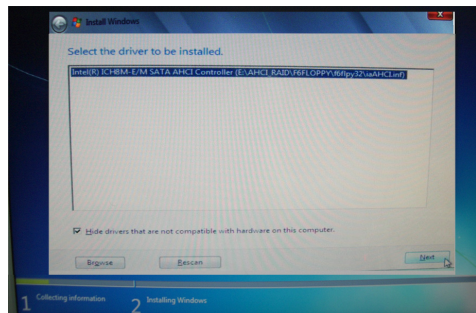 Install Windows
Select the driver to be installed.
Intel(R) ICH8M-E/M SATA AHCI Controller (E:\AHCI_RAID\F6FLOPPY\f6flpy32\iaAHCI.inf)
Hide drivers that are not compatible with hardware on this computer.
Browse
Rescan
Next
1 Collecting information
2 Installing Windows